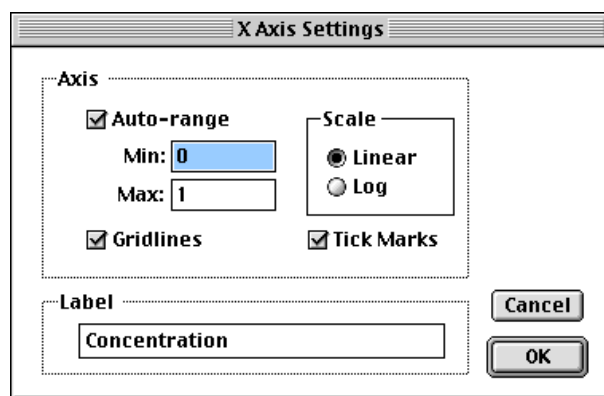 X Axis Settings
Axis
Auto-range
Min: 0
Max: 1
Scale
Linear
Log
Gridlines
Tick Marks
Label
Concentration
Cancel
OK